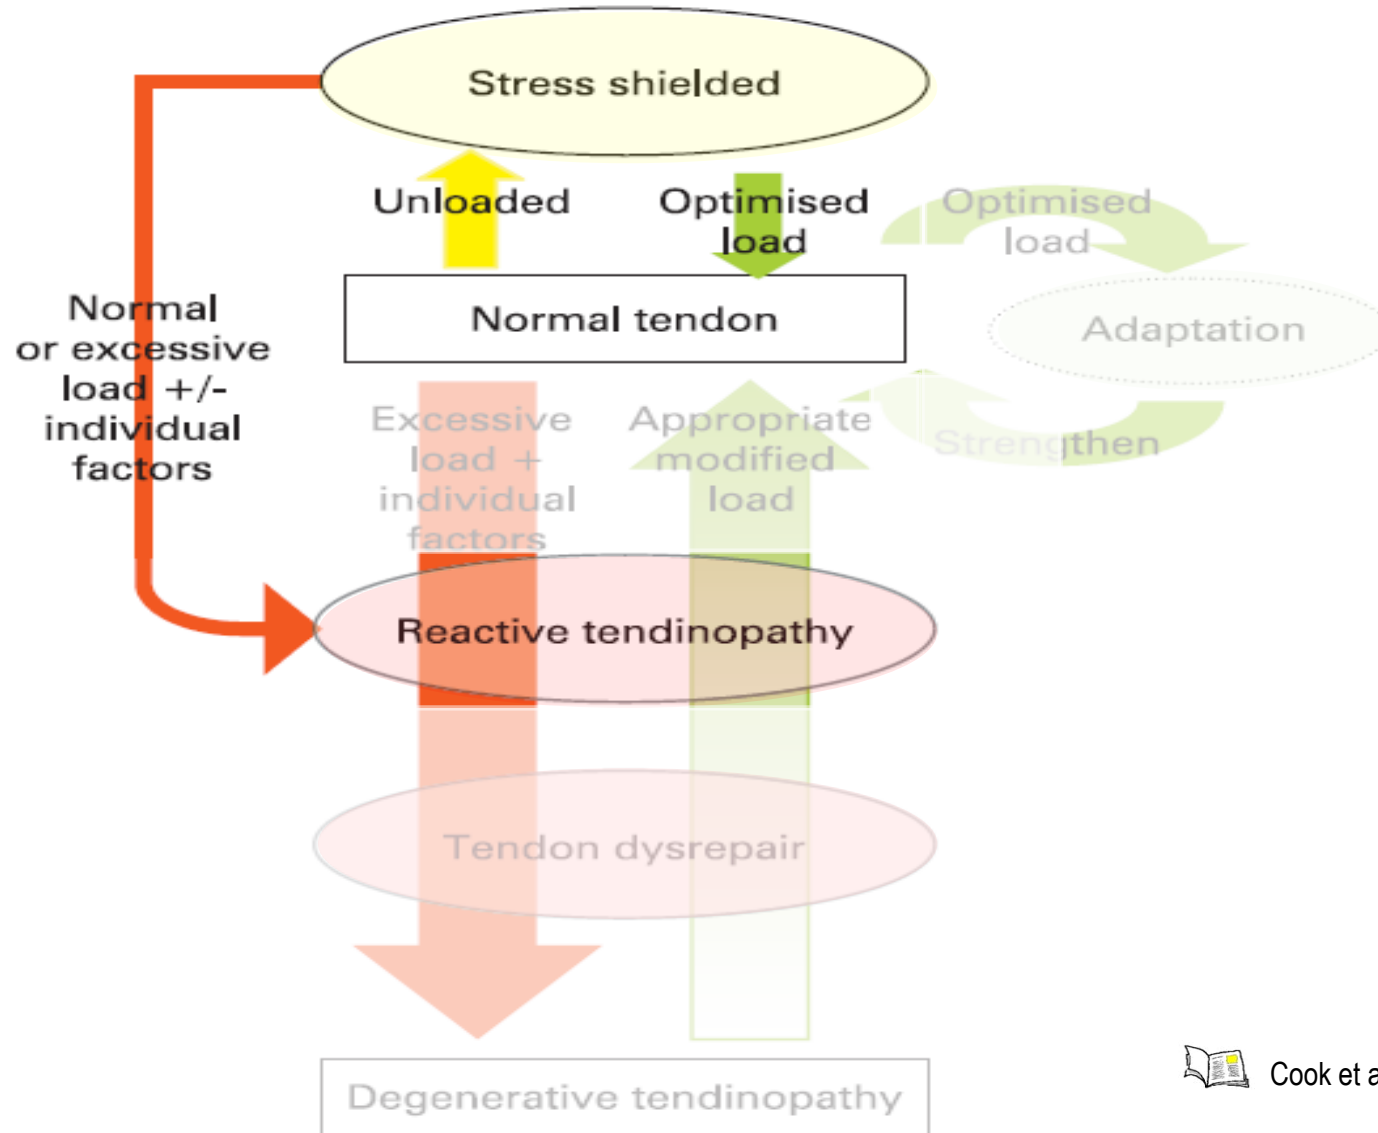 Stress shielded
Unloaded
Optimised
load
Optimised
load
Normal
or excessive
load +/-
individual
factors
Normal tendon
Adaptation
Excessive
load +
individual
factors
Appropriate
modified
load
Strengthen
Reactive tendinopathy
Tendon dysrepair
Degenerative tendinopathy
Cook et a